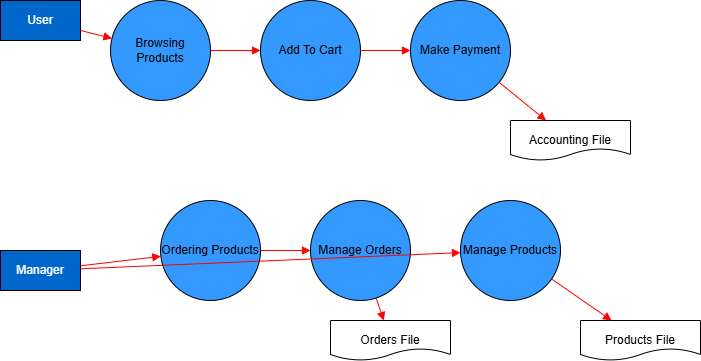 User
Browsing
Products
Add To Cart
Make Payment
Accounting File
Ordering Products
Manage Orders
Manage Products
Manager
Orders File
Products File